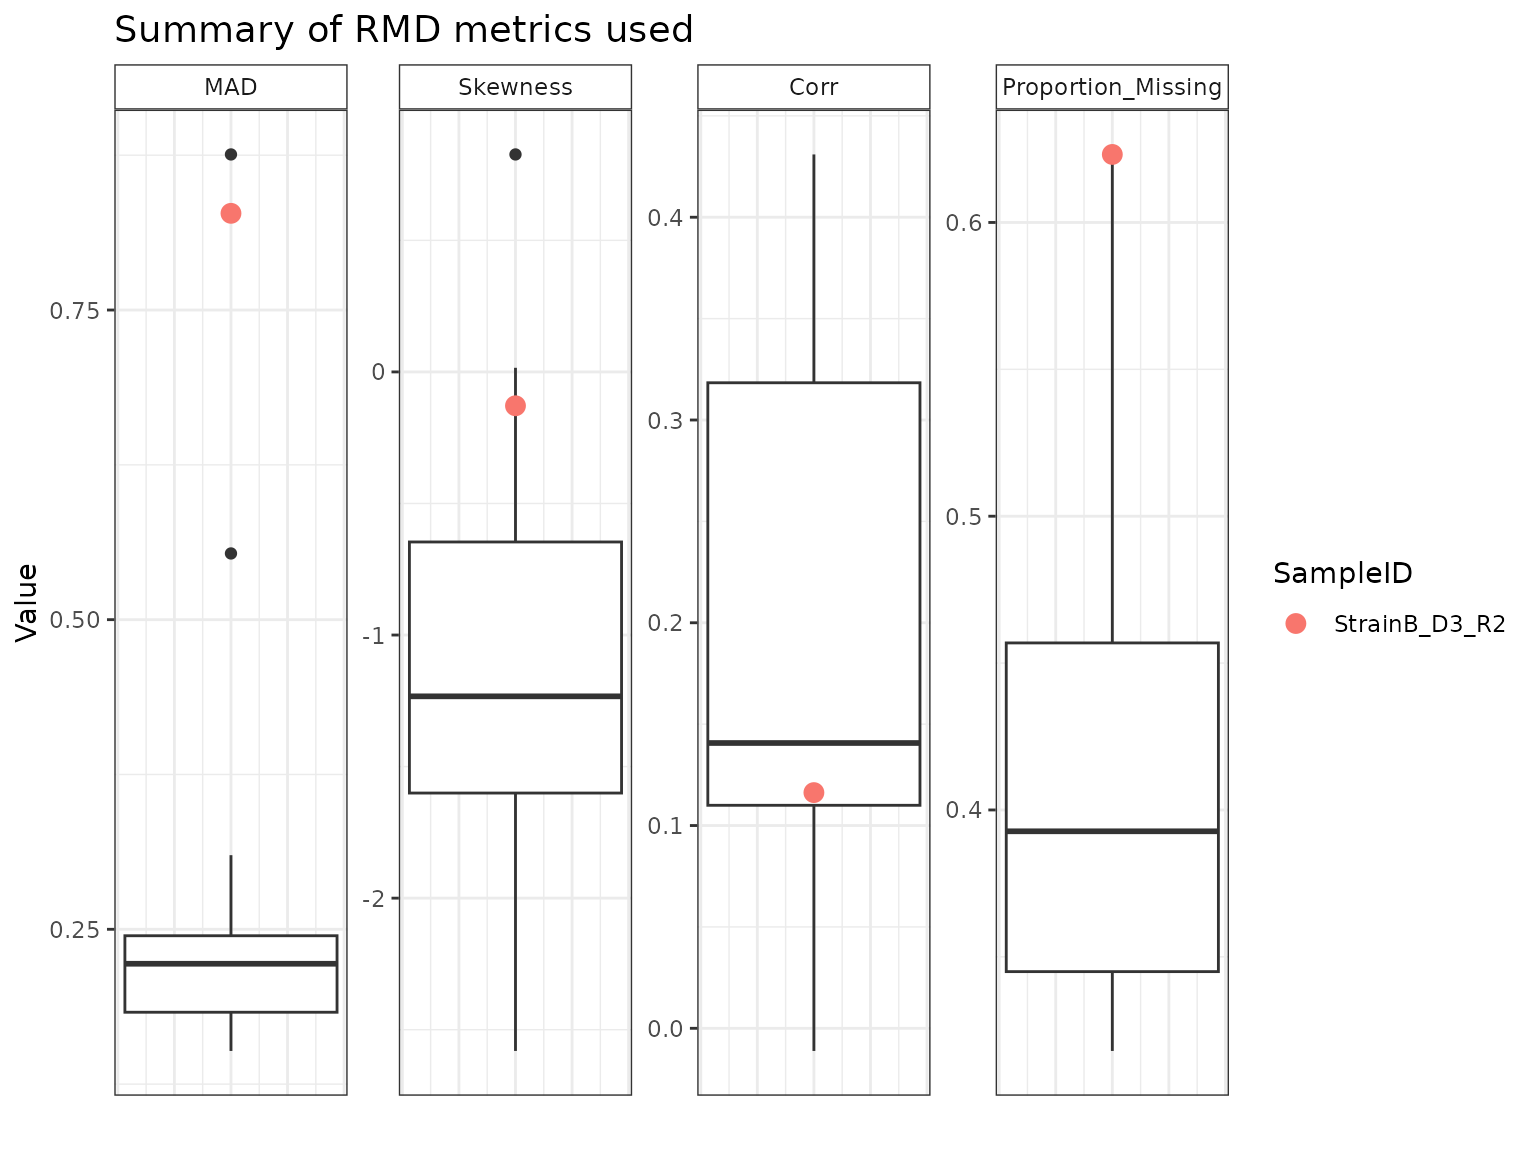 Summary of RMD metrics used
MAD
Skewness
Corr
Proportion_Missing
Value
0.75
0.50
0.25
0
-1
-2
0.4
0.3
0.2
0.1
0.0
0.6
0.5
0.4
SampleID
StrainB_D3_R2